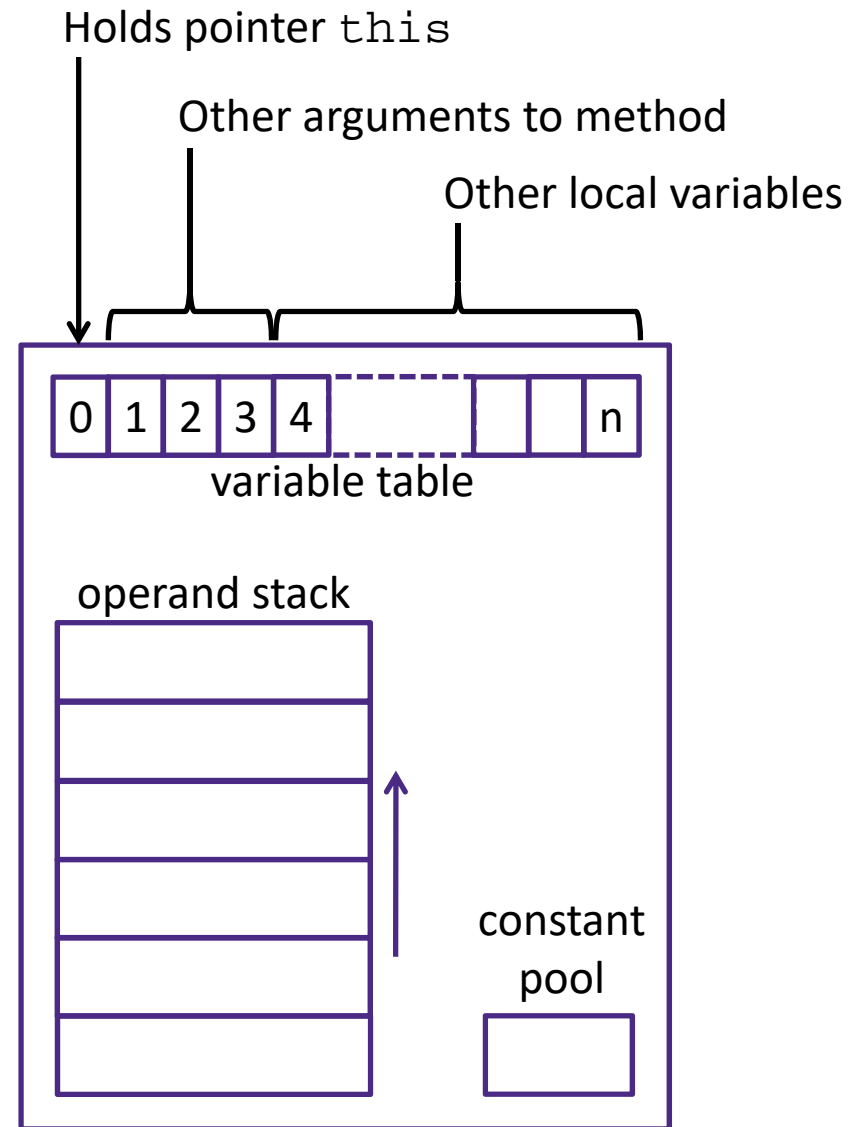 Holds pointer this
Other arguments to method
Other local variables
0 1 2 3 4 n
variable table
operand stack
constant
pool